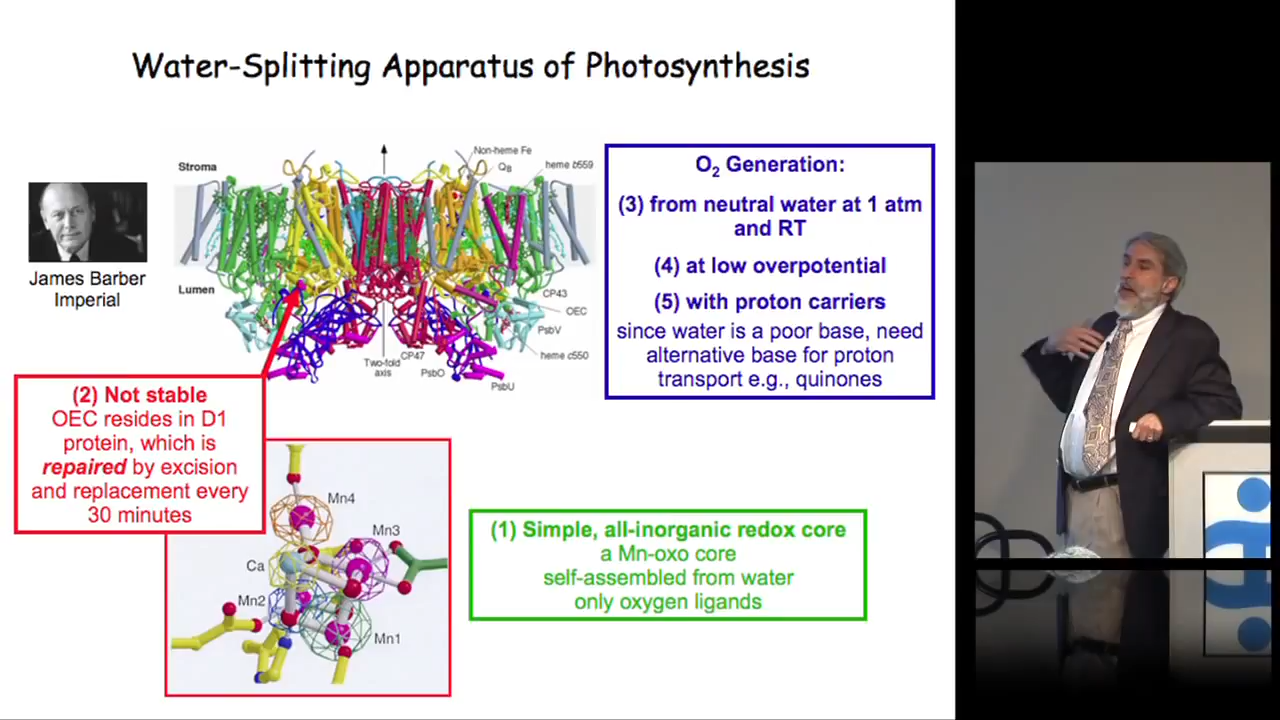 Water-Splitting Apparatus of Photosynthesis
James Barber
Imperial
Stroma
Lumen
Non-heme Fe
QB
heme b559
CP43
OEC
PsbV
heme c550
Two-fold
axis
CP47
PsbO
PsbU
O2 Generation:
(3) from neutral water at 1 atm
and RT
(4) at low overpotential
(5) with proton carriers
since water is a poor base, need
alternative base for proton
transport e.g., quinones
(2) Not stable
OEC resides in D1
protein, which is
repaired by excision
and replacement every
30 minutes
Mn4
Mn3
Ca
Mn2
Mn1
(1) Simple, all-inorganic redox core
a Mn-oxo core
self-assembled from water
only oxygen ligands